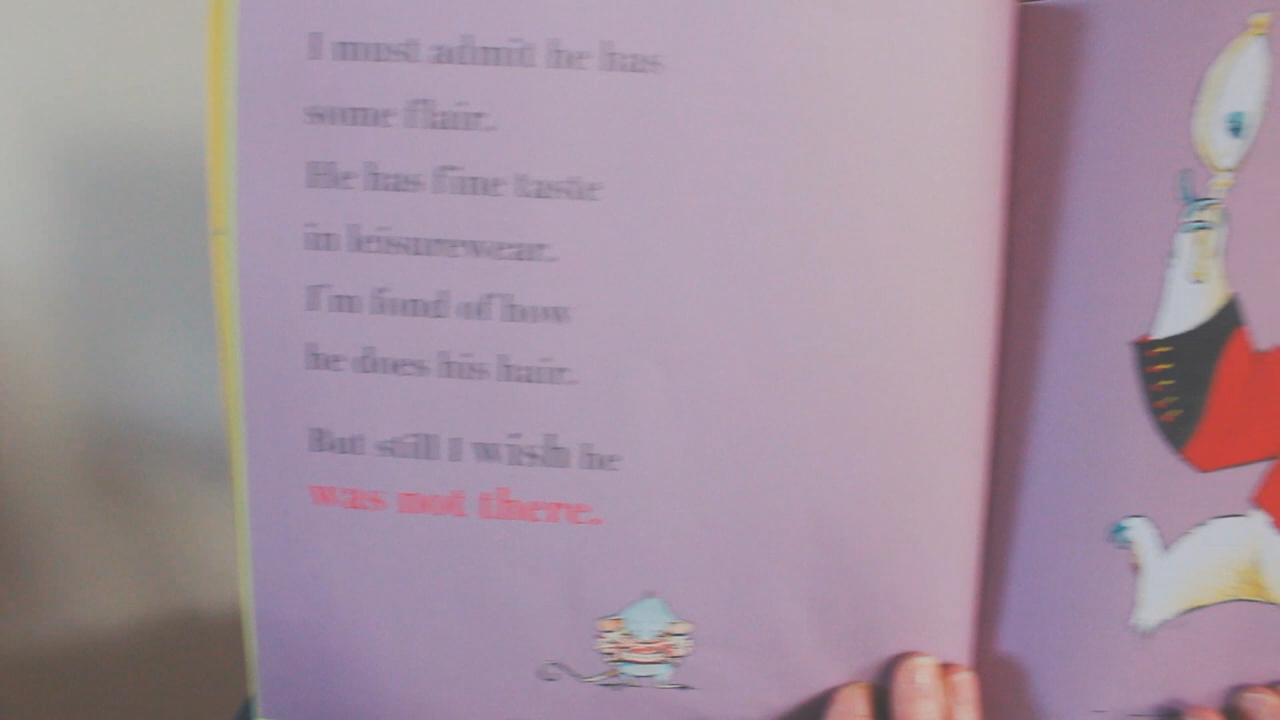 I must admit he has
some flair.
He has fine taste
in leisurewear.
I'm fond of how
he does his hair.
But still I wish he
was not there.